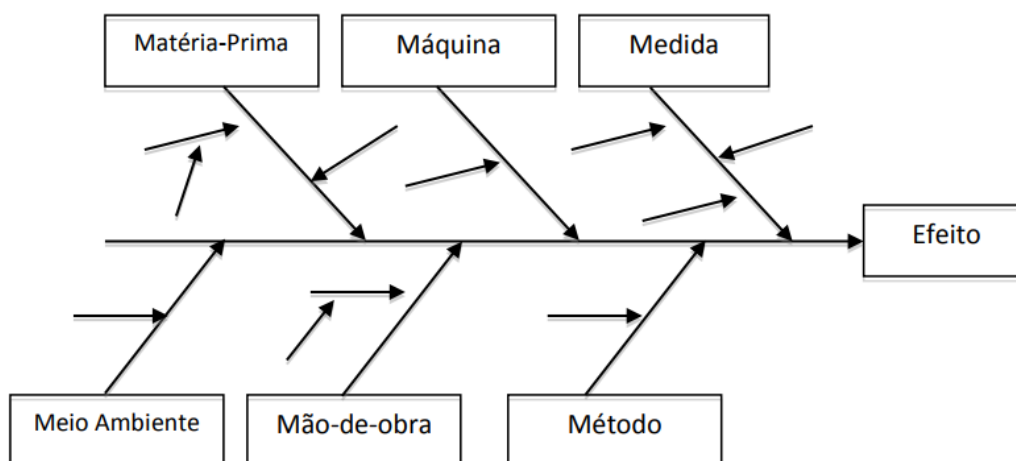 Matéria-Prima
Máquina
Medida
Efeito
Meio Ambiente
Mão-de-obra
Método